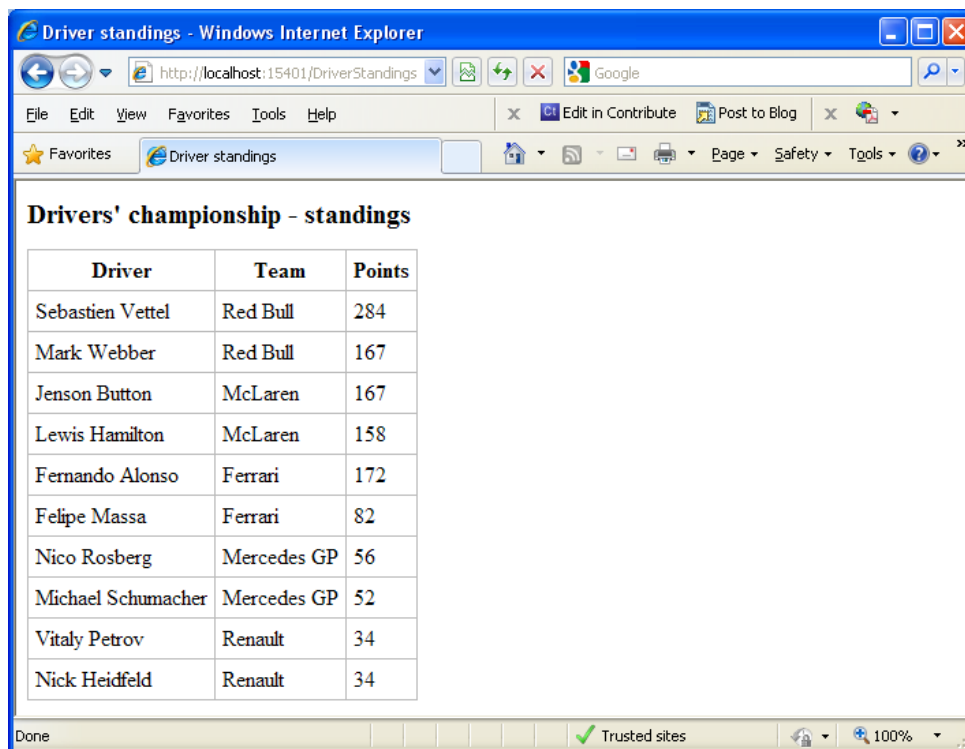 Driver standings - Windows Internet Explorer
http://localhost:15401/DriverStandings Google
File Edit View Favorites Tools Help x Ct Edit in Contribute Post to Blog x
Favorites Driver standings Page Safety Tools »
Drivers' championship - standings
Driver Team Points
Sebastien Vettel Red Bull 284
Mark Webber Red Bull 167
Jenson Button McLaren 167
Lewis Hamilton McLaren 158
Fernando Alonso Ferrari 172
Felipe Massa Ferrari 82
Nico Rosberg Mercedes GP 56
Michael Schumacher Mercedes GP 52
Vitaly Petrov Renault 34
Nick Heidfeld Renault 34
Done Trusted sites 100%